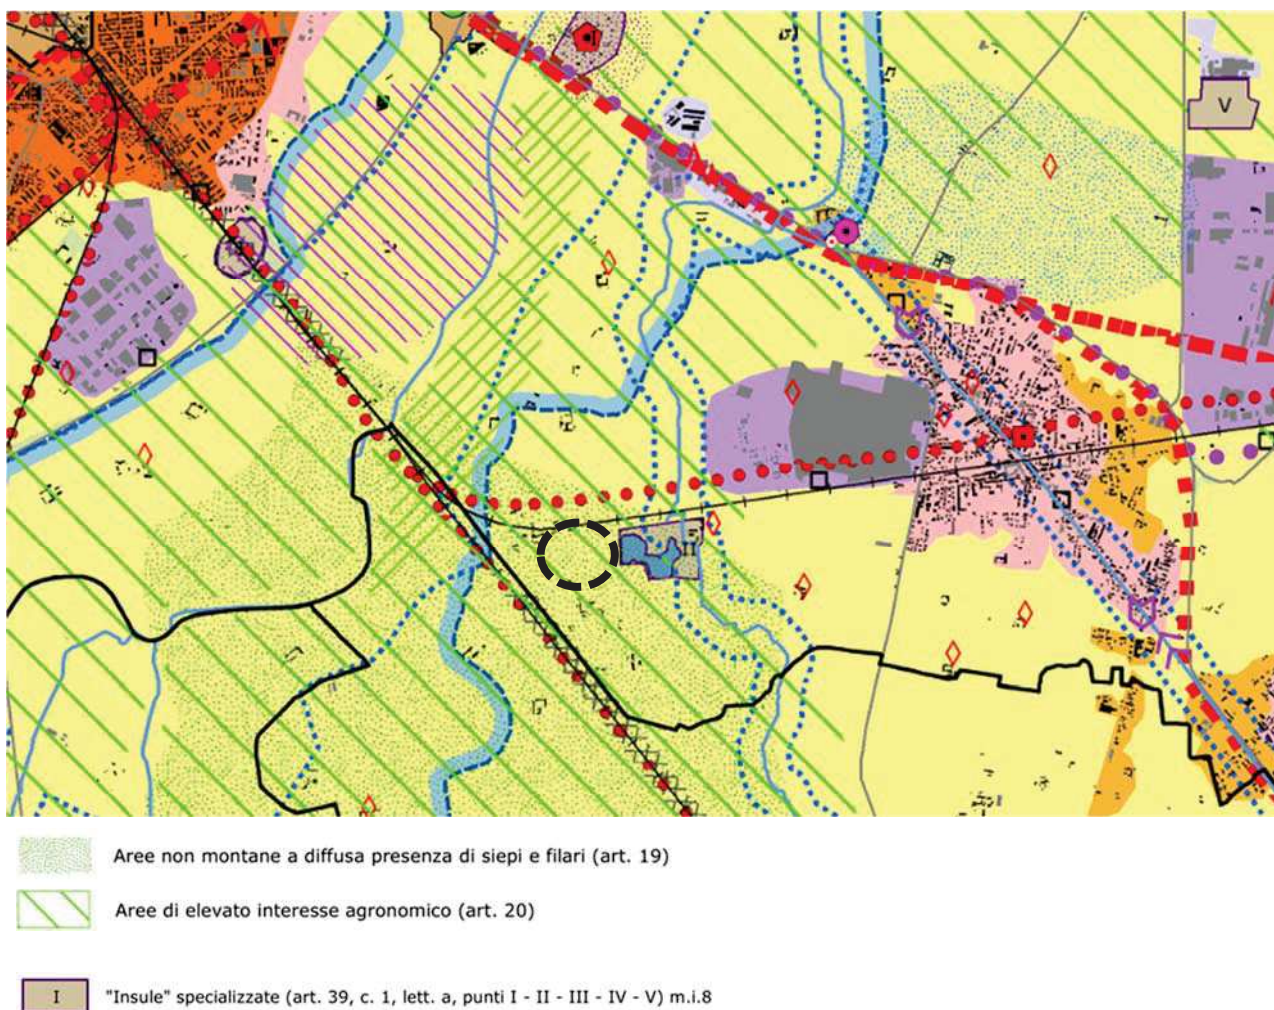 V
II
Aree non montane a diffusa presenza di siepi e filari (art. 19)
Aree di elevato interesse agronomico (art. 20)
I
"Insule" specializzate (art. 39, c. 1, lett. a, punti I - II - III - IV - V) m.i.8